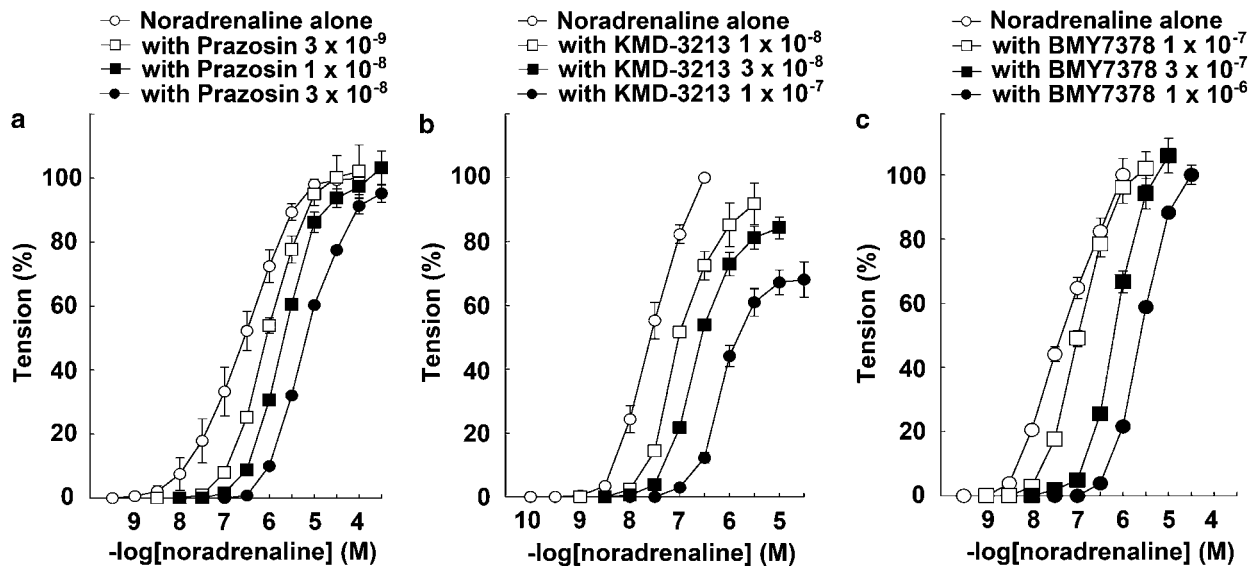 Noradrenaline alone
with Prazosin 3 x 10-9
with Prazosin 1 x 10-8
with Prazosin 3 x 10-8
Noradrenaline alone
with KMD-3213 1 x 10-8
with KMD-3213 3 x 10-8
with KMD-3213 1 x 10-7
Noradrenaline alone
with BMY7378 1 x 10-7
with BMY7378 3 x 10-7
with BMY7378 1 x 10-6
a
Tension (%)
100
80
60
40
20
0
9 8 7 6 5 4
-log[noradrenaline] (M)
b
Tension (%)
100
80
60
40
20
0
10 9 8 7 6 5
-log[noradrenaline] (M)
c
Tension (%)
100
80
60
40
20
0
9 8 7 6 5 4
-log[noradrenaline] (M)